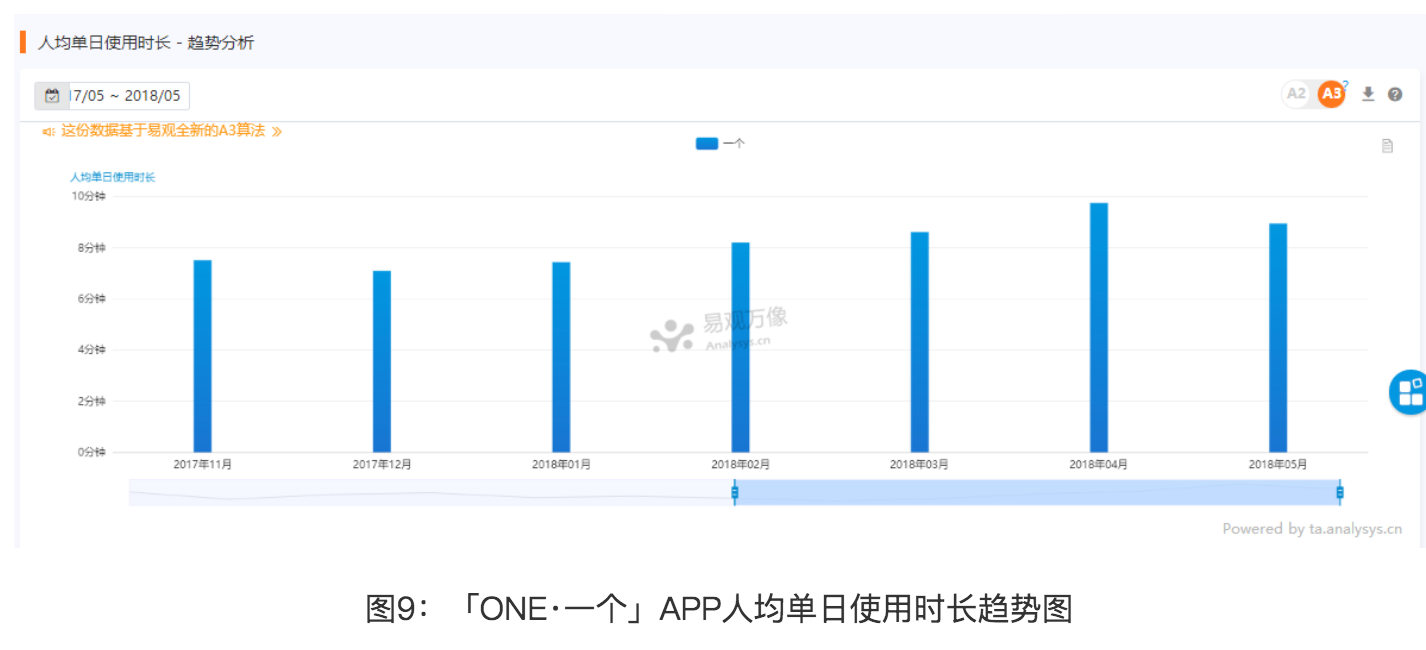 人均单日使用时长 - 趋势分析
17/05 ~ 2018/05
A2 A3 ?
这份数据基于易观全新的A3算法 »
一个
人均单日使用时长
10分钟
8分钟
6分钟
4分钟
2分钟
0分钟
易观万像
Analysys.cn
2017年11月 2017年12月 2018年01月 2018年02月 2018年03月 2018年04月 2018年05月
Powered by ta.analysys.cn
图9：「ONE·一个」APP人均单日使用时长趋势图